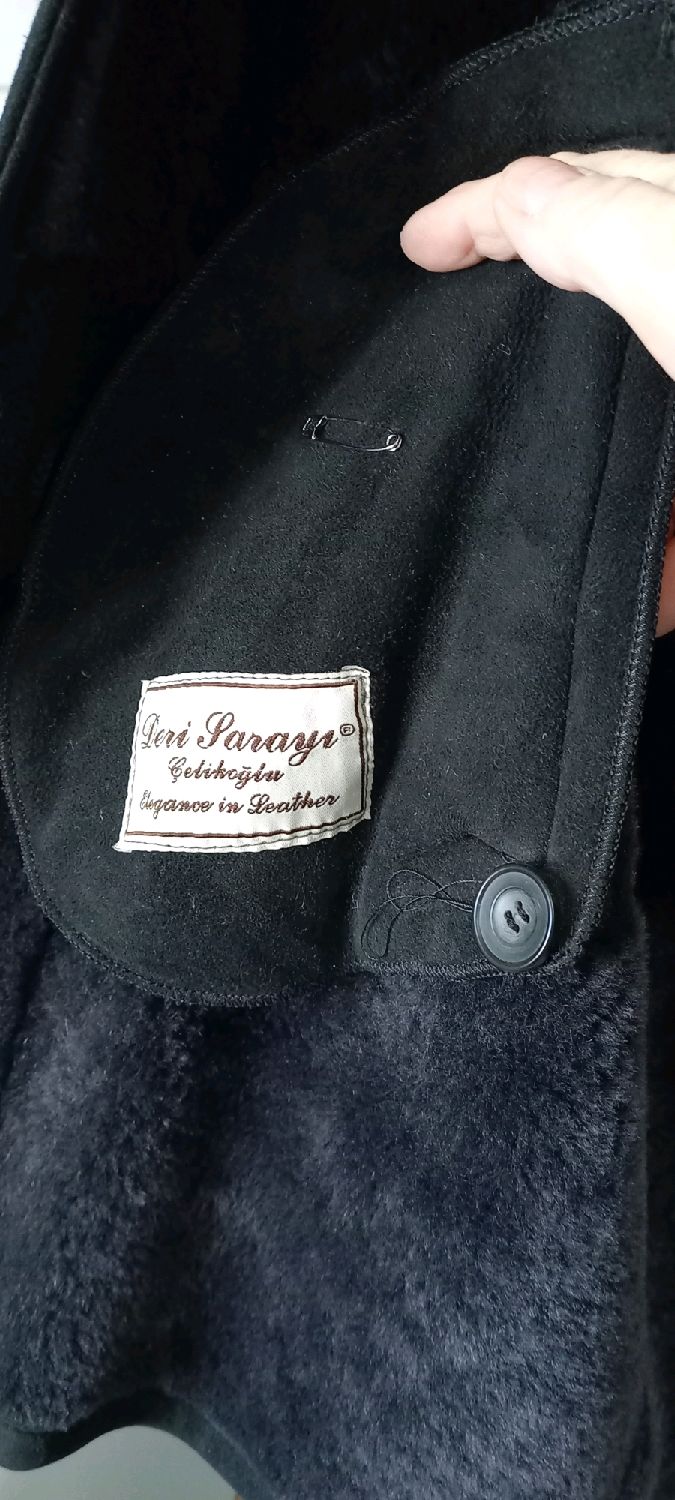 Deri Sarayı®
Çelikoğlu
Elegance in Leather